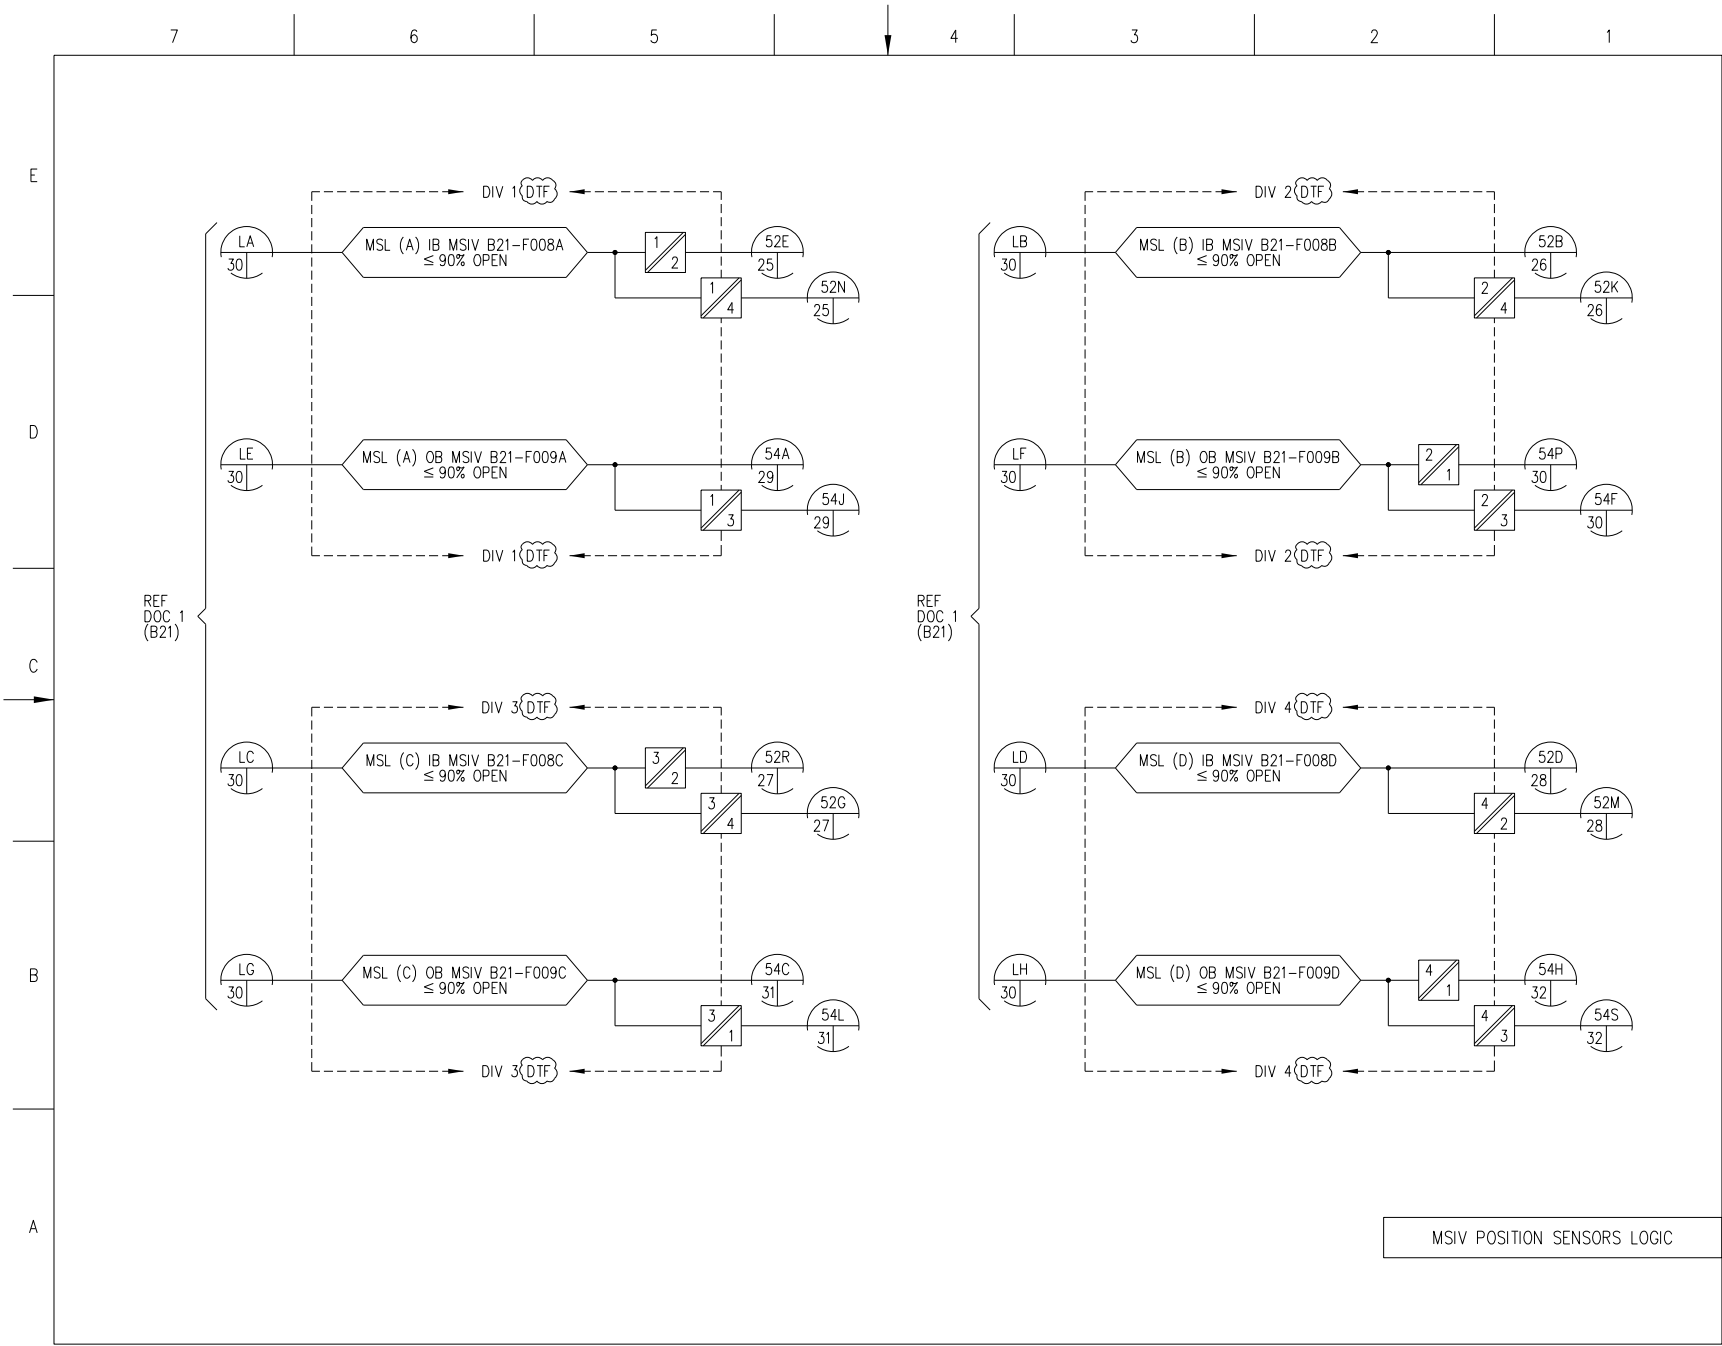 7 6 5 4 3 2 1
E
DIV 1 DTF
LA
30
MSL (A) IB MSIV B21-F008A
≤ 90% OPEN
1
2
52E
25
1
4
52N
25
DIV 2 DTF
LB
30
MSL (B) IB MSIV B21-F008B
≤ 90% OPEN
52B
26
2
4
52K
26
D
LE
30
MSL (A) OB MSIV B21-F009A
≤ 90% OPEN
54A
29
1
3
54J
29
DIV 1 DTF
LF
30
MSL (B) OB MSIV B21-F009B
≤ 90% OPEN
2
1
54P
30
2
3
54F
30
DIV 2 DTF
REF
DOC 1
(B21)
REF
DOC 1
(B21)
C
DIV 3 DTF
LC
30
MSL (C) IB MSIV B21-F008C
≤ 90% OPEN
3
2
52R
27
3
4
52G
27
DIV 4 DTF
LD
30
MSL (D) IB MSIV B21-F008D
≤ 90% OPEN
52D
28
4
2
52M
28
B
LG
30
MSL (C) OB MSIV B21-F009C
≤ 90% OPEN
54C
31
3
1
54L
31
DIV 3 DTF
LH
30
MSL (D) OB MSIV B21-F009D
≤ 90% OPEN
4
1
54H
32
4
3
54S
32
DIV 4 DTF
A
MSIV POSITION SENSORS LOGIC